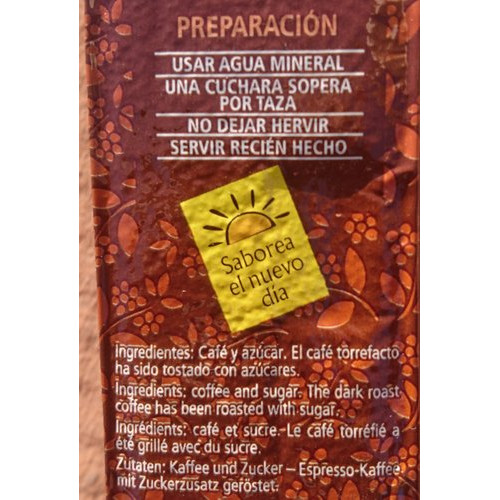 PREPARACIÓN
USAR AGUA MINERAL
UNA CUCHARA SOPERA
POR TAZA
NO DEJAR HERVIR
SERVIR RECIÉN HECHO
Saborea
el nuevo
día
Ingredientes: Café y azúcar. El café torrefacto
ha sido tostado con azúcares.
Ingredients: coffee and sugar. The dark roast
coffee has been roasted with sugar.
Ingrédients: café et sucre. Le café torréfié a
été grillé avec du sucre.
Zutaten: Kaffee und Zucker – Espresso-Kaffee
mit Zuckerzusatz geröstet.